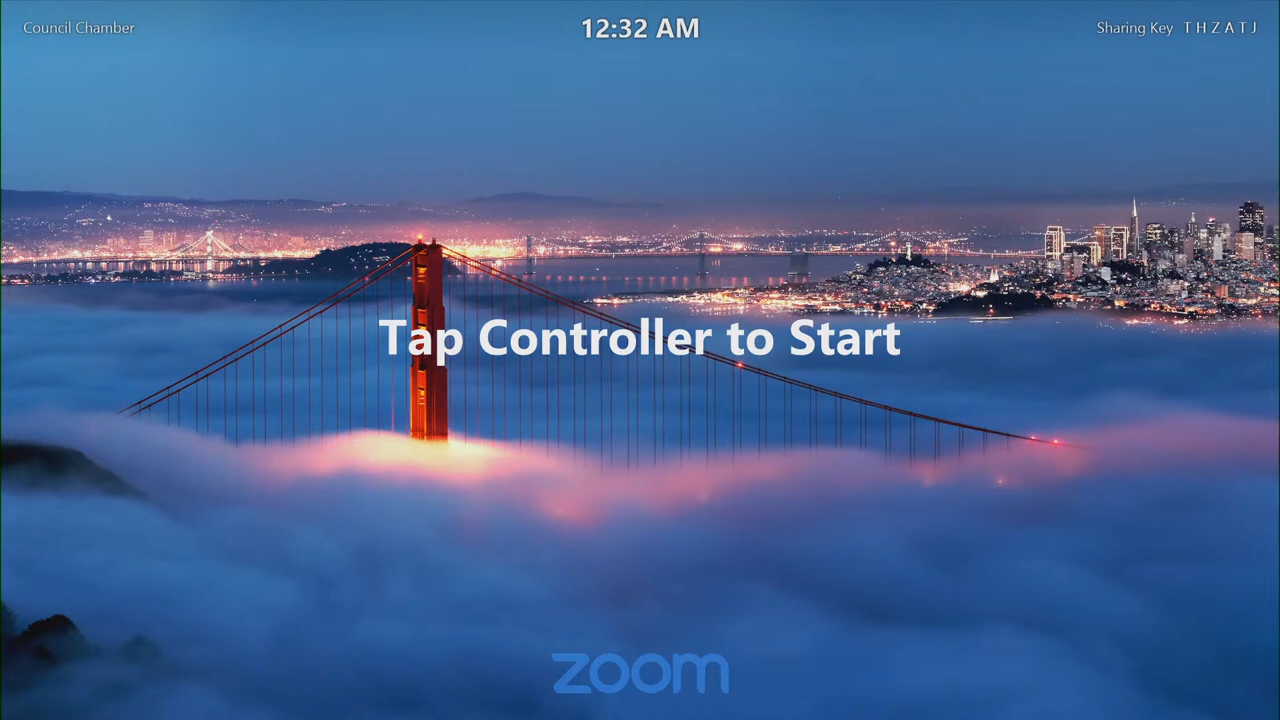 Council Chamber
12:32 AM
Sharing Key T H Z A T J
Tap Controller to Start
zoom